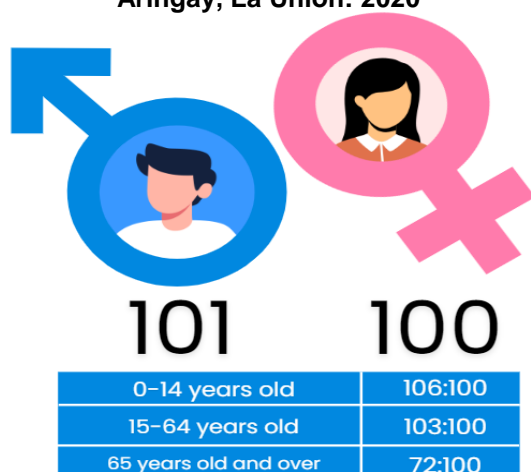 Aringay, La Union: 2020
101 100
0-14 years old 106:100
15-64 years old 103:100
65 years old and over 72:100